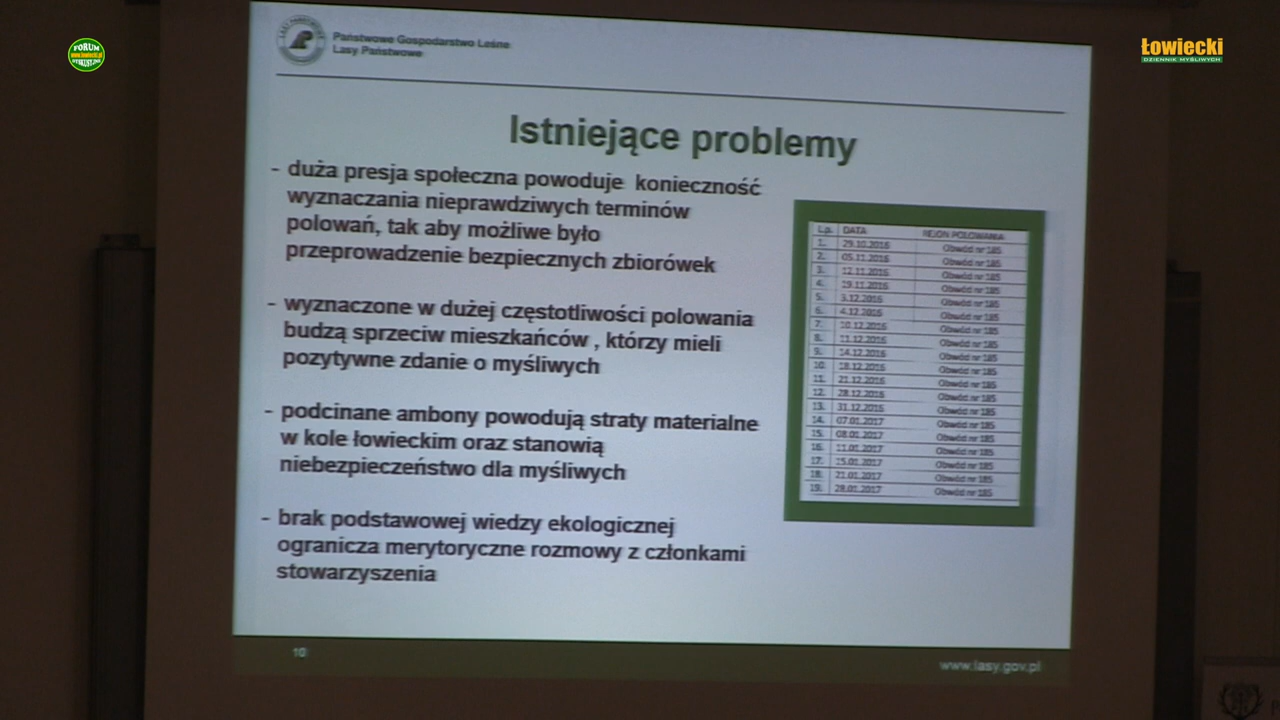 FORUM
www.lowiecki.pl
Łowiecki
DZIENNIK MYŚLIWYCH
Państwowe Gospodarstwo Leśne
Lasy Państwowe
Istniejące problemy
- duża presja społeczna powoduje konieczność
wyznaczania nieprawdziwych terminów
polowań, tak aby możliwe było
przeprowadzenie bezpiecznych zbiorówek
- wyznaczone w dużej częstotliwości polowania
budzą sprzeciw mieszkańców , którzy mieli
pozytywne zdanie o myśliwych
- podcinane ambony powodują straty materialne
w kole łowieckim oraz stanowią
niebezpieczeństwo dla myśliwych
- brak podstawowej wiedzy ekologicznej
ogranicza merytoryczne rozmowy z członkami
stowarzyszenia
L.p. DATA REJON POLOWANIA
1. 29.10.2016 Obwód nr 185
2. 05.11.2016 Obwód nr 185
3. 12.11.2016 Obwód nr 185
4. 19.11.2016 Obwód nr 185
5. 3.12.2016 Obwód nr 185
6. 4.12.2016 Obwód nr 185
7. 10.12.2016 Obwód nr 185
8. 11.12.2016 Obwód nr 185
9. 14.12.2016 Obwód nr 185
10. 18.12.2016 Obwód nr 185
11. 21.12.2016 Obwód nr 185
12. 28.12.2016 Obwód nr 185
13. 31.12.2016 Obwód nr 185
14. 07.01.2017 Obwód nr 185
15. 08.01.2017 Obwód nr 185
16. 11.01.2017 Obwód nr 185
17. 15.01.2017 Obwód nr 185
18. 21.01.2017 Obwód nr 185
19. 28.01.2017 Obwód nr 185
10
www.lasy.gov.pl